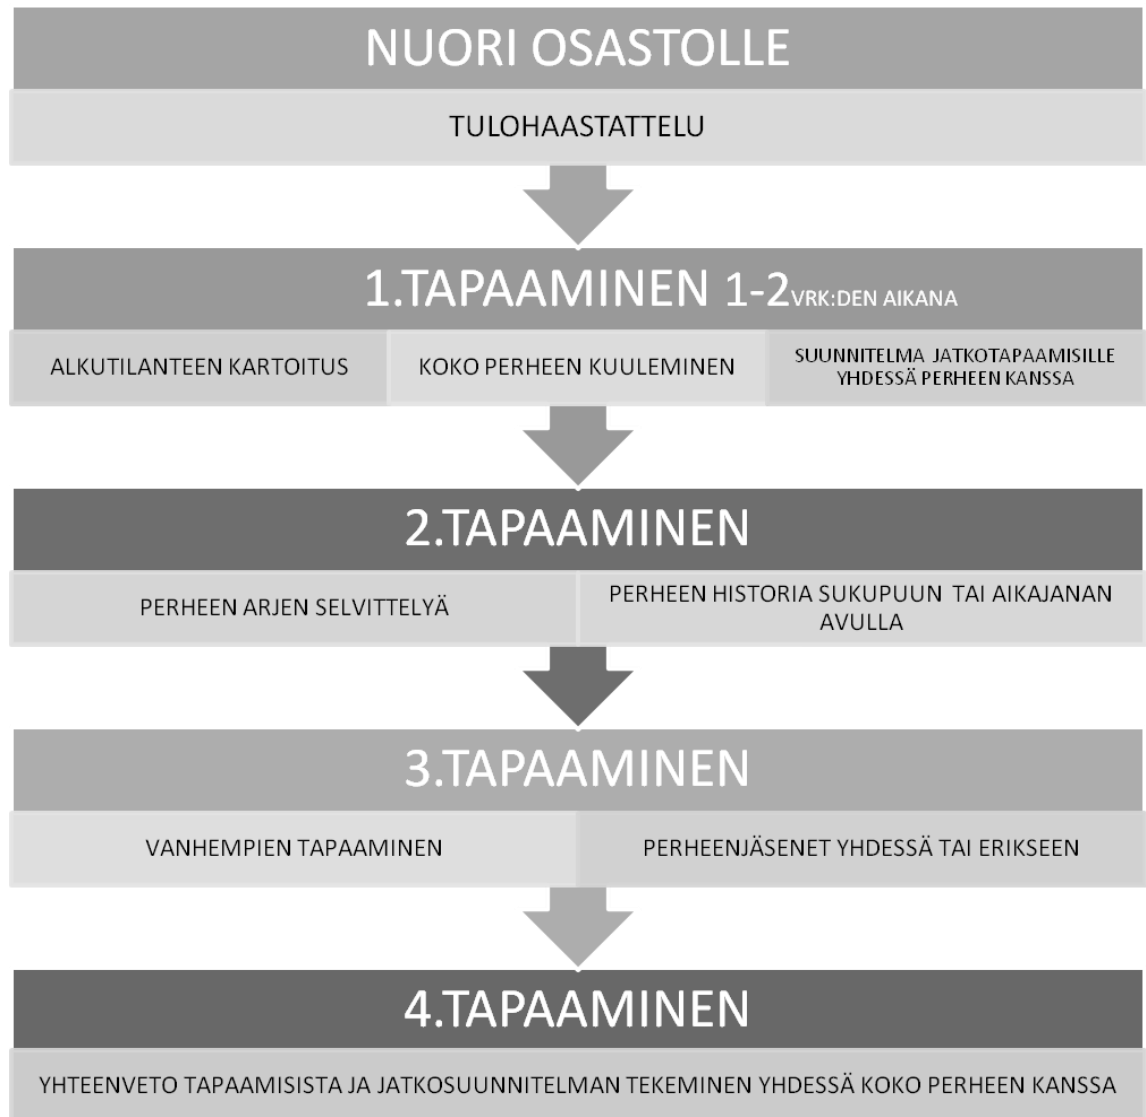 NUORI OSASTOLLE
TULOHAASTATTELU
1.TAPAAMINEN 1-2VRK:DEN AIKANA
ALKUTILANTEEN KARTOITUS
KOKO PERHEEN KUULEMINEN
SUUNNITELMA JATKOTAPAAMISILLE
YHDESSÄ PERHEEN KANSSA
2.TAPAAMINEN
PERHEEN ARJEN SELVITTELYÄ
PERHEEN HISTORIA SUKUPUUN TAI AIKAJANAN
AVULLA
3.TAPAAMINEN
VANHEMPIEN TAPAAMINEN
PERHEENJÄSENET YHDESSÄ TAI ERIKSEEN
4.TAPAAMINEN
YHTEENVETO TAPAAMISISTA JA JATKOSUUNNITELMAN TEKEMINEN YHDESSÄ KOKO PERHEEN KANSSA